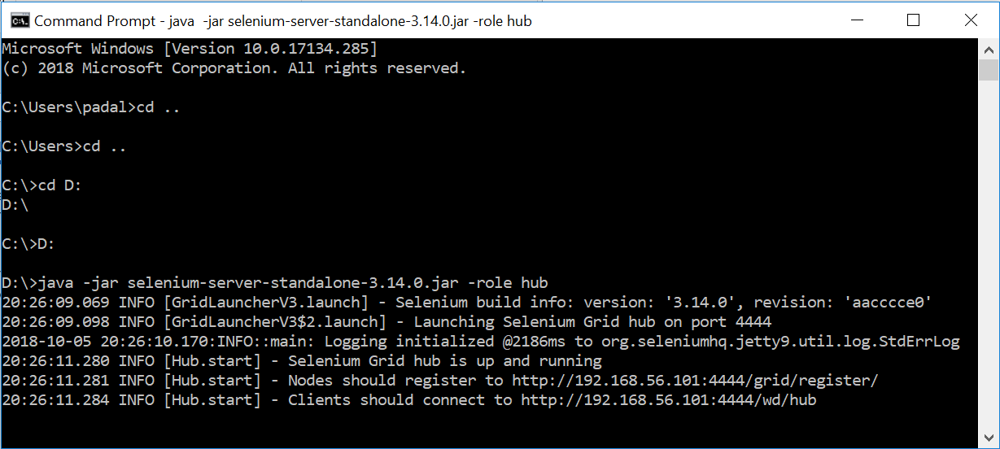 Command Prompt - java  -jar selenium-server-standalone-3.14.0.jar -role hub
Microsoft Windows [Version 10.0.17134.285]
(c) 2018 Microsoft Corporation. All rights reserved.
C:\Users\padal>cd ..
C:\Users>cd ..
C:\>cd D:
D:\
C:\>D:
D:\>java -jar selenium-server-standalone-3.14.0.jar -role hub
20:26:09.069 INFO [GridLauncherV3.launch] - Selenium build info: version: '3.14.0', revision: 'aacccce0'
20:26:09.098 INFO [GridLauncherV3$2.launch] - Launching Selenium Grid hub on port 4444
2018-10-05 20:26:10.170:INFO::main: Logging initialized @2186ms to org.seleniumhq.jetty9.util.log.StdErrLog
20:26:11.280 INFO [Hub.start] - Selenium Grid hub is up and running
20:26:11.281 INFO [Hub.start] - Nodes should register to http://192.168.56.101:4444/grid/register/
20:26:11.284 INFO [Hub.start] - Clients should connect to http://192.168.56.101:4444/wd/hub